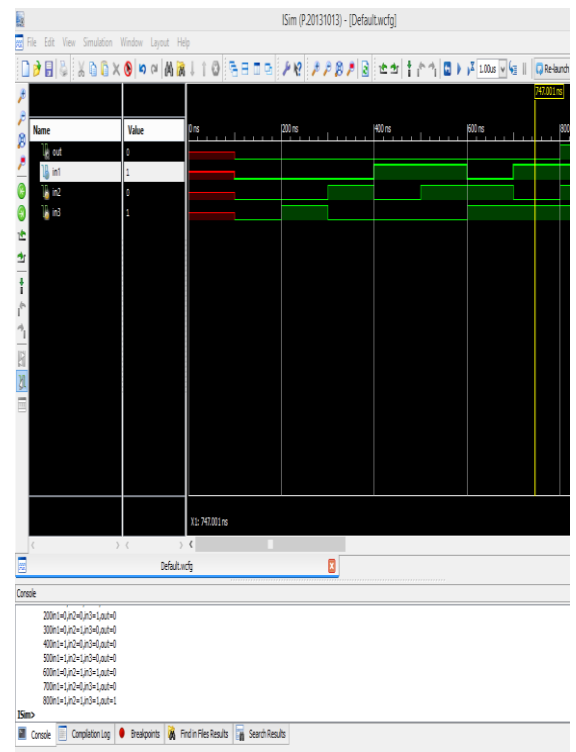 ISim (P.20131013) - [Default.wcfg]
File Edit View Simulation Window Layout Help
1.00us Re-launch
747.001 ns
Name Value 0 ns 200 ns 400 ns 600 ns 800
out 0
in1 1
in2 0
in3 1
X1: 747.001 ns
Default.wcfg
Console
200in1=0,in2=0,in3=1,out=0
300in1=0,in2=1,in3=0,out=0
400in1=1,in2=0,in3=0,out=0
500in1=1,in2=1,in3=0,out=0
600in1=0,in2=1,in3=1,out=0
700in1=1,in2=0,in3=1,out=0
800in1=1,in2=1,in3=1,out=1
ISim>
Console Compilation Log Breakpoints Find in Files Results Search Results